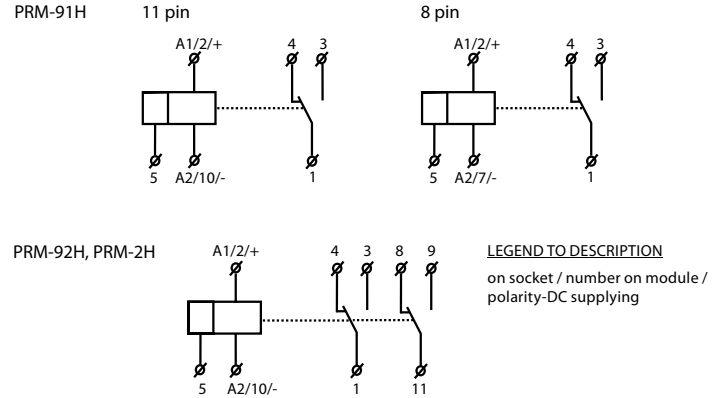 PRM-91H 11 pin 8 pin
A1/2/+ 4 3 A1/2/+ 4 3
5 A2/10/- 1 5 A2/7/- 1
PRM-92H, PRM-2H A1/2/+ 4 3 8 9 LEGEND TO DESCRIPTION
on socket / number on module /
polarity-DC supplying
5 A2/10/- 1 11